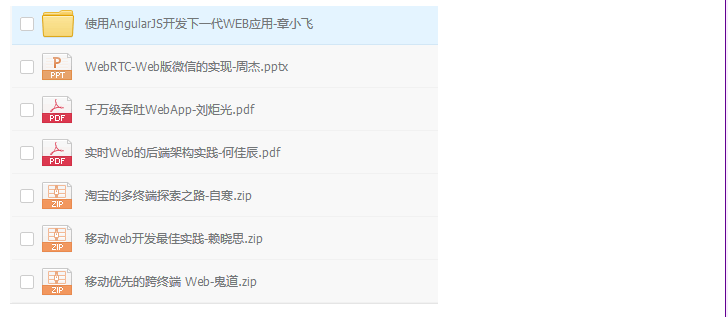 使用AngularJS开发下一代WEB应用-章小飞
PPT WebRTC-Web版微信的实现-周杰.pptx
PDF 千万级吞吐WebApp-刘炬光.pdf
PDF 实时Web的后端架构实践-何佳辰.pdf
ZIP 淘宝的多终端探索之路-自寒.zip
ZIP 移动web开发最佳实践-赖晓思.zip
ZIP 移动优先的跨终端 Web-鬼道.zip